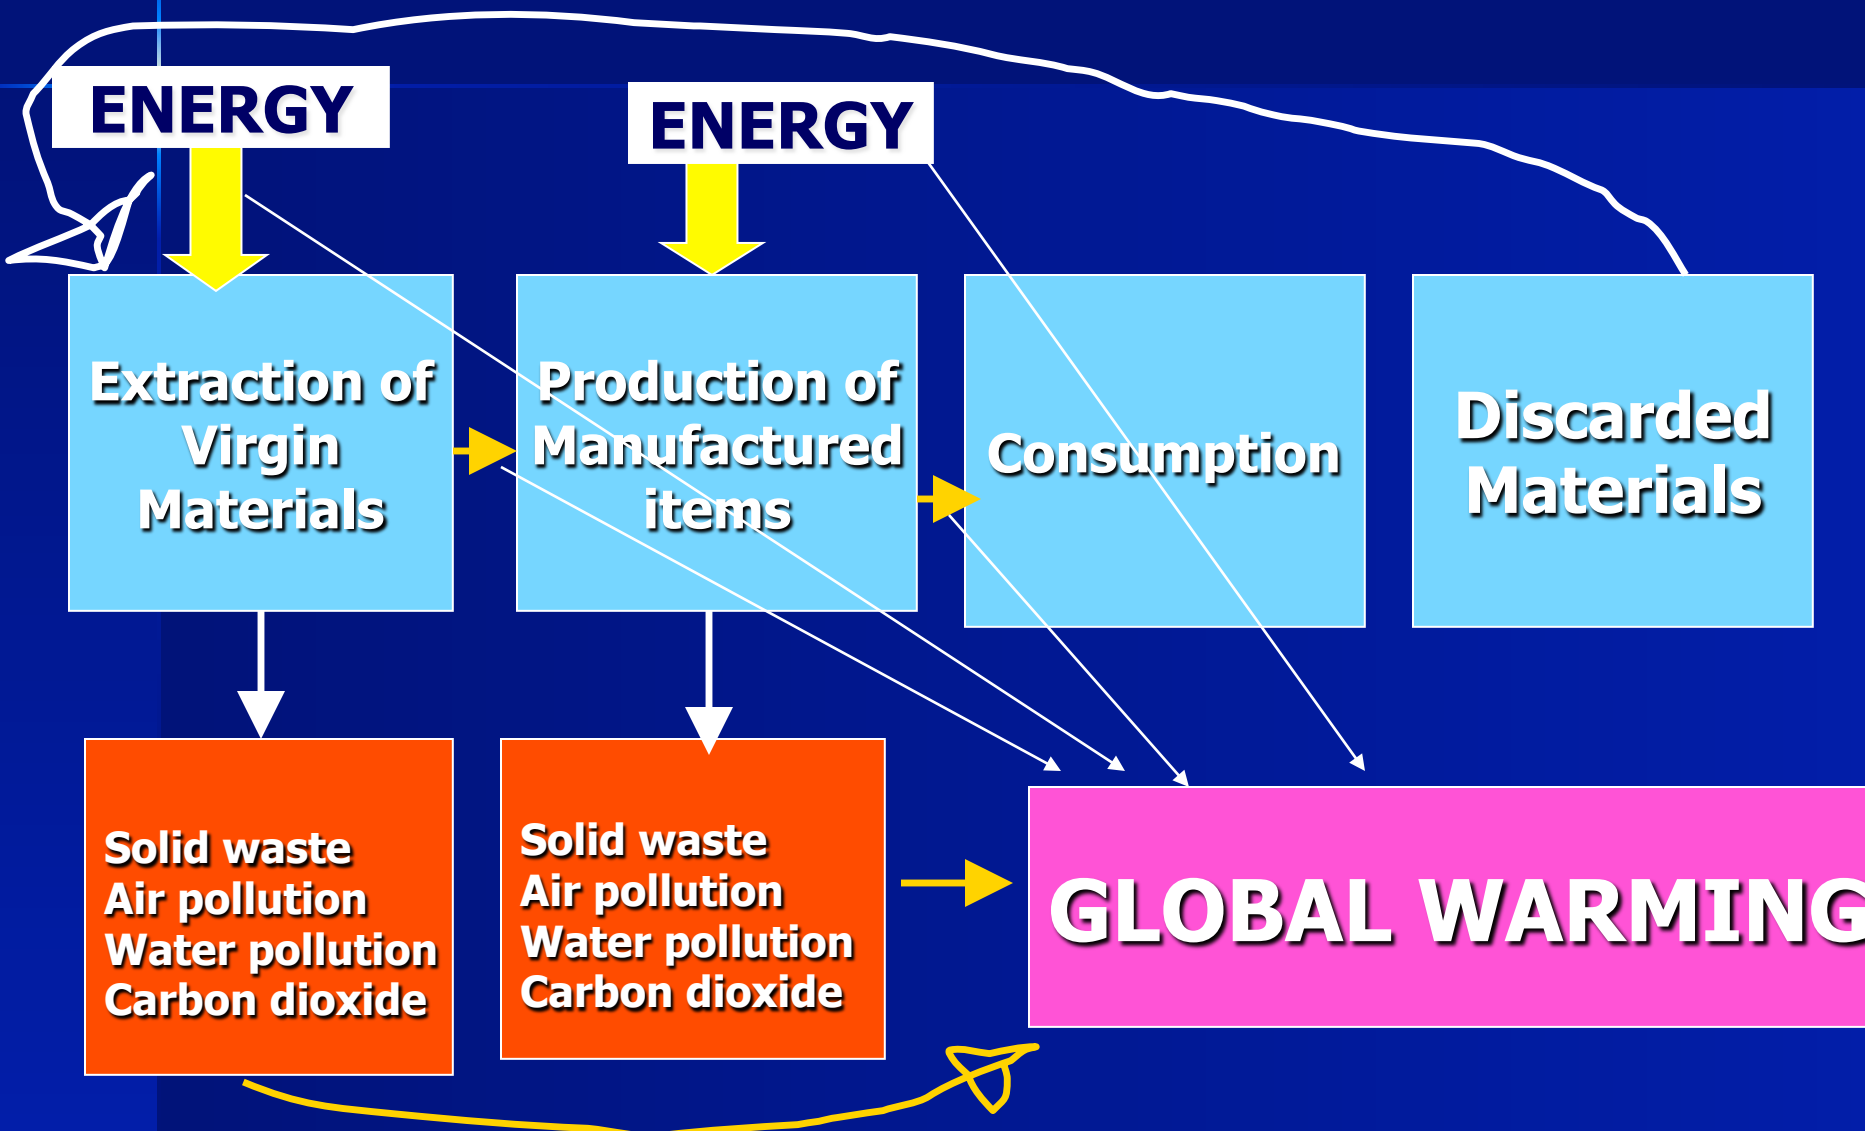 ENERGY
ENERGY
Extraction of
Virgin
Materials
Production of
Manufactured
items
Consumption
Discarded
Materials
Solid waste
Air pollution
Water pollution
Carbon dioxide
Solid waste
Air pollution
Water pollution
Carbon dioxide
GLOBAL WARMING